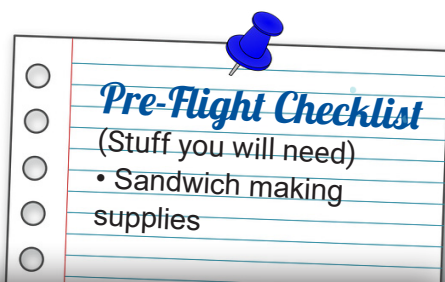 Pre-Flight Checklist
(Stuff you will need)
• Sandwich making
supplies